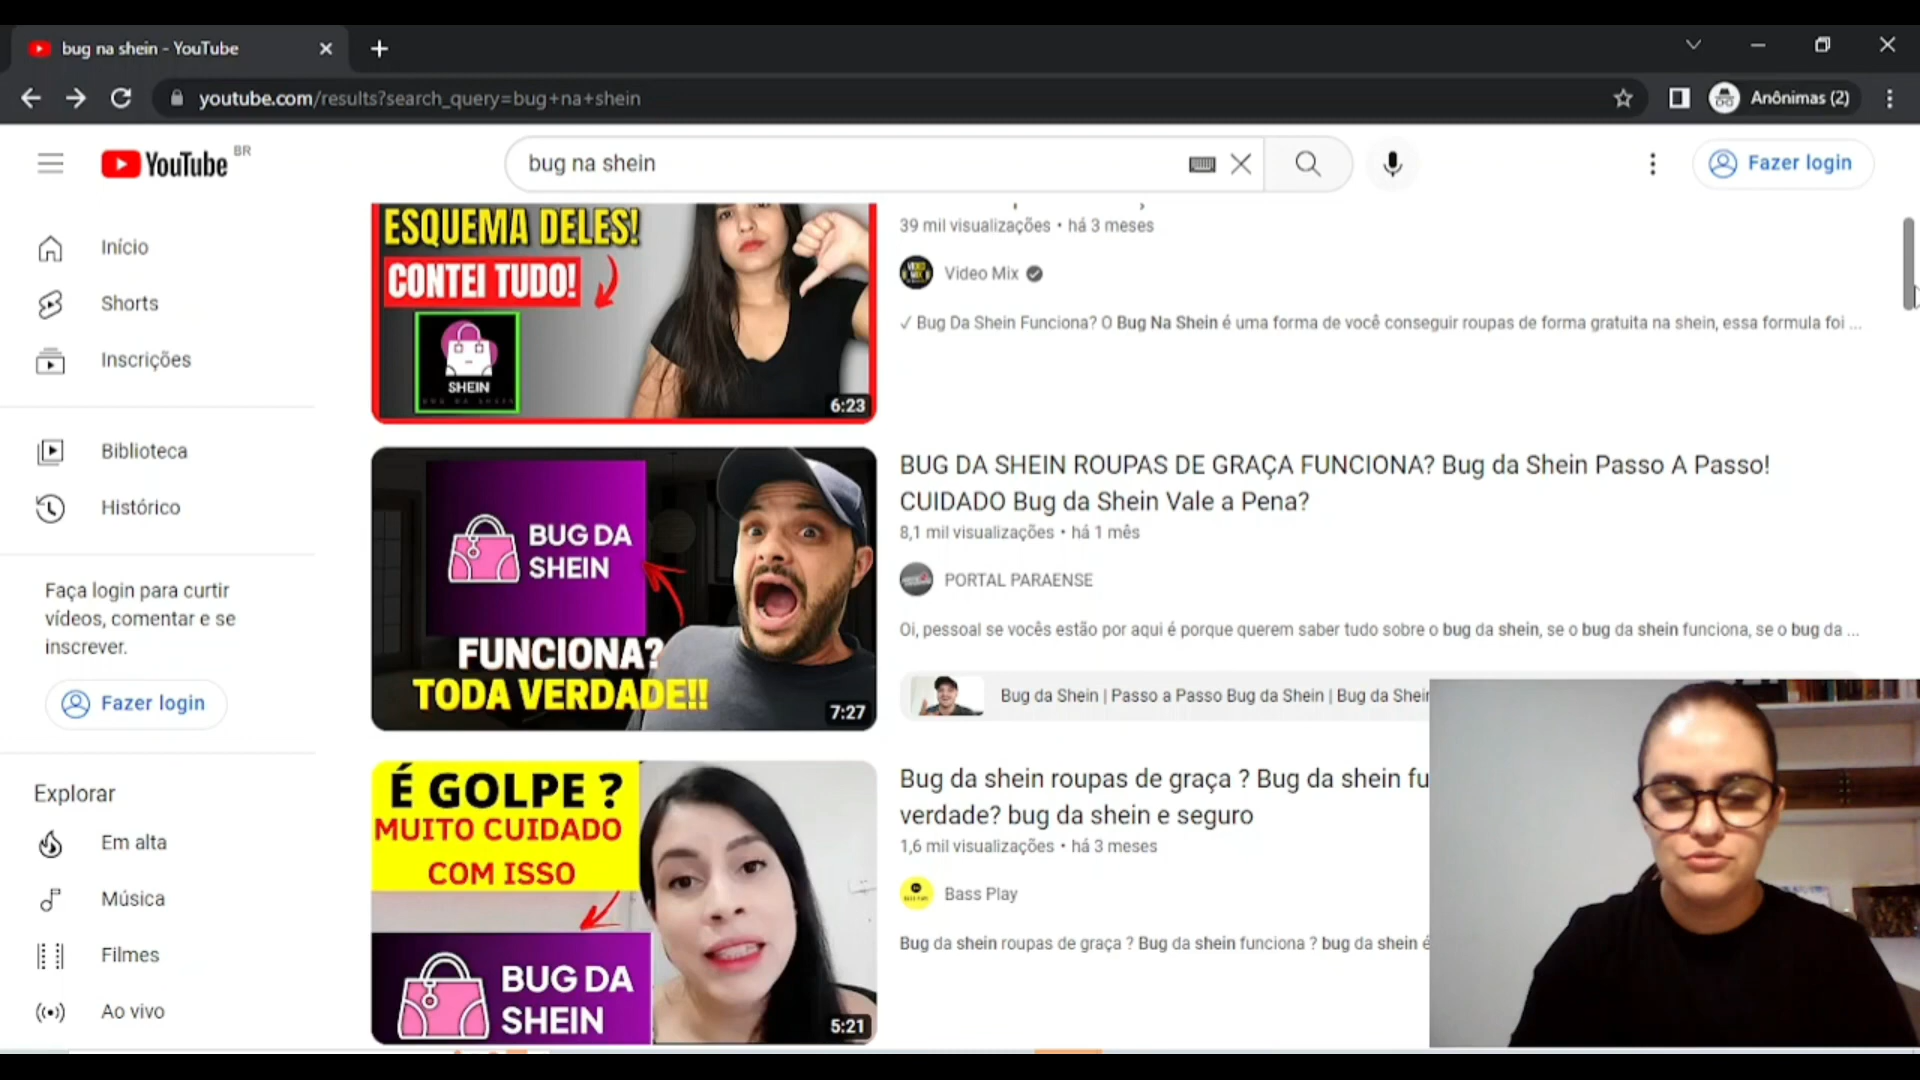 bug na shein - YouTube
youtube.com/results?search_query=bug+na+shein
Anônimas (2)
YouTube BR
bug na shein
Fazer login
Início
Shorts
Inscrições
Biblioteca
Histórico
Faça login para curtir
vídeos, comentar e se
inscrever.
Fazer login
Explorar
Em alta
Música
Filmes
Ao vivo
ESQUEMA DELES!
CONTEI TUDO!
SHEIN
BUG DA SHEIN
6:23
39 mil visualizações • há 3 meses
VIDEO MIX
Video Mix
✓ Bug Da Shein Funciona? O Bug Na Shein é uma forma de você conseguir roupas de forma gratuita na shein, essa formula foi ...
BUG DA
SHEIN
FUNCIONA?
TODA VERDADE!!
7:27
BUG DA SHEIN ROUPAS DE GRAÇA FUNCIONA? Bug da Shein Passo A Passo!
CUIDADO Bug da Shein Vale a Pena?
8,1 mil visualizações • há 1 mês
PORTAL PARAENSE
Oi, pessoal se vocês estão por aqui é porque querem saber tudo sobre o bug da shein, se o bug da shein funciona, se o bug da ...
Bug da Shein | Passo a Passo Bug da Shein | Bug da Shein
É GOLPE ?
MUITO CUIDADO
COM ISSO
BUG DA
SHEIN
5:21
Bug da shein roupas de graça ? Bug da shein fu
verdade? bug da shein e seguro
1,6 mil visualizações • há 3 meses
Bass Play
Bug da shein roupas de graça ? Bug da shein funciona ? bug da shein é